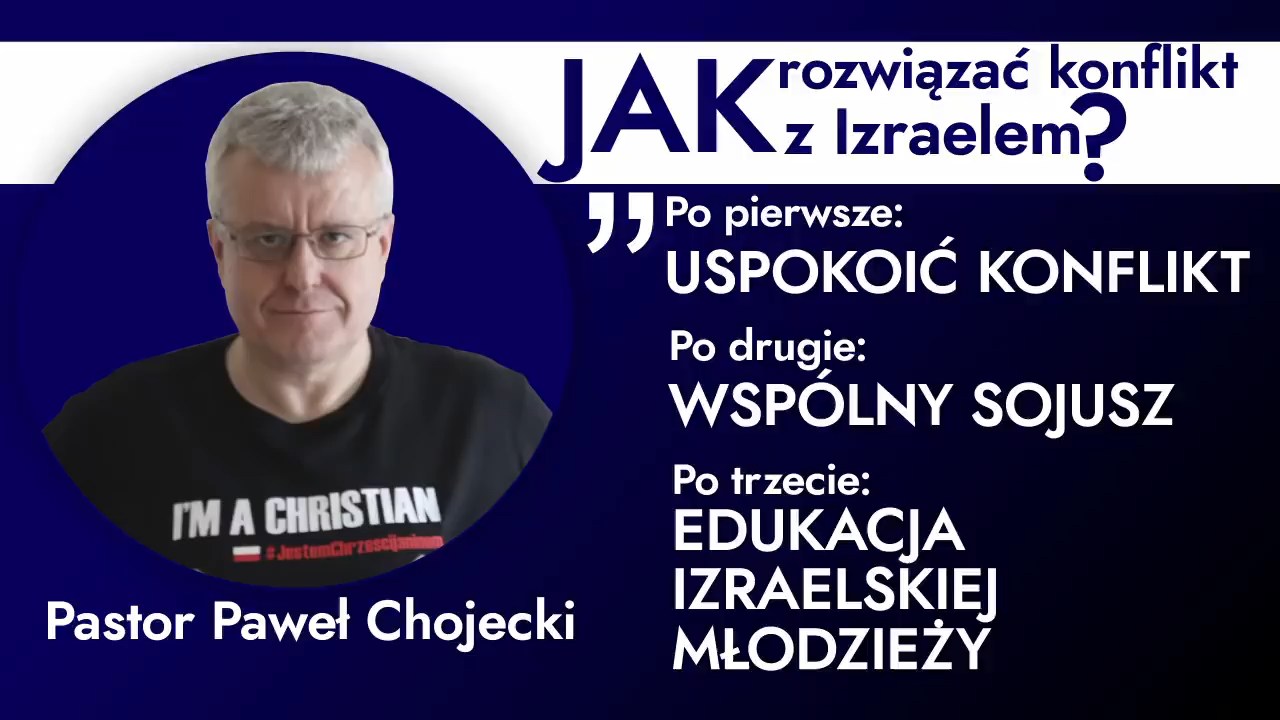 JAK rozwiązać konflikt
z Izraelem?
” Po pierwsze:
USPOKOIĆ KONFLIKT
Po drugie:
WSPÓLNY SOJUSZ
Po trzecie:
EDUKACJA
IZRAELSKIEJ
MŁODZIEŻY
I'M A CHRISTIAN
#JestemChrześcijaninem
Pastor Paweł Chojecki